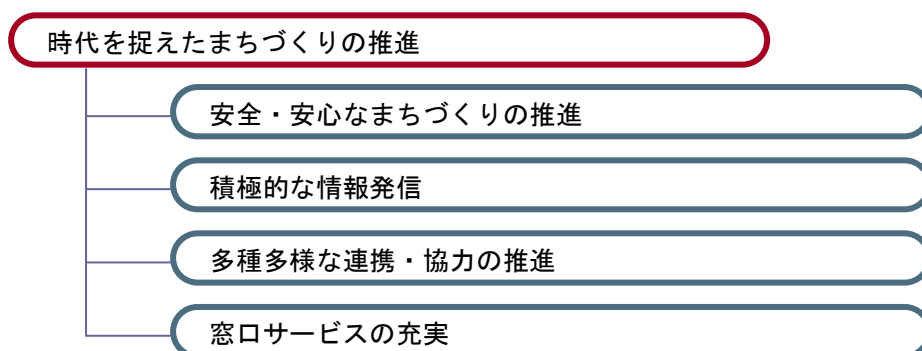 時代を捉えたまちづくりの推進
安全・安心なまちづくりの推進
積極的な情報発信
多種多様な連携・協力の推進
窓口サービスの充実